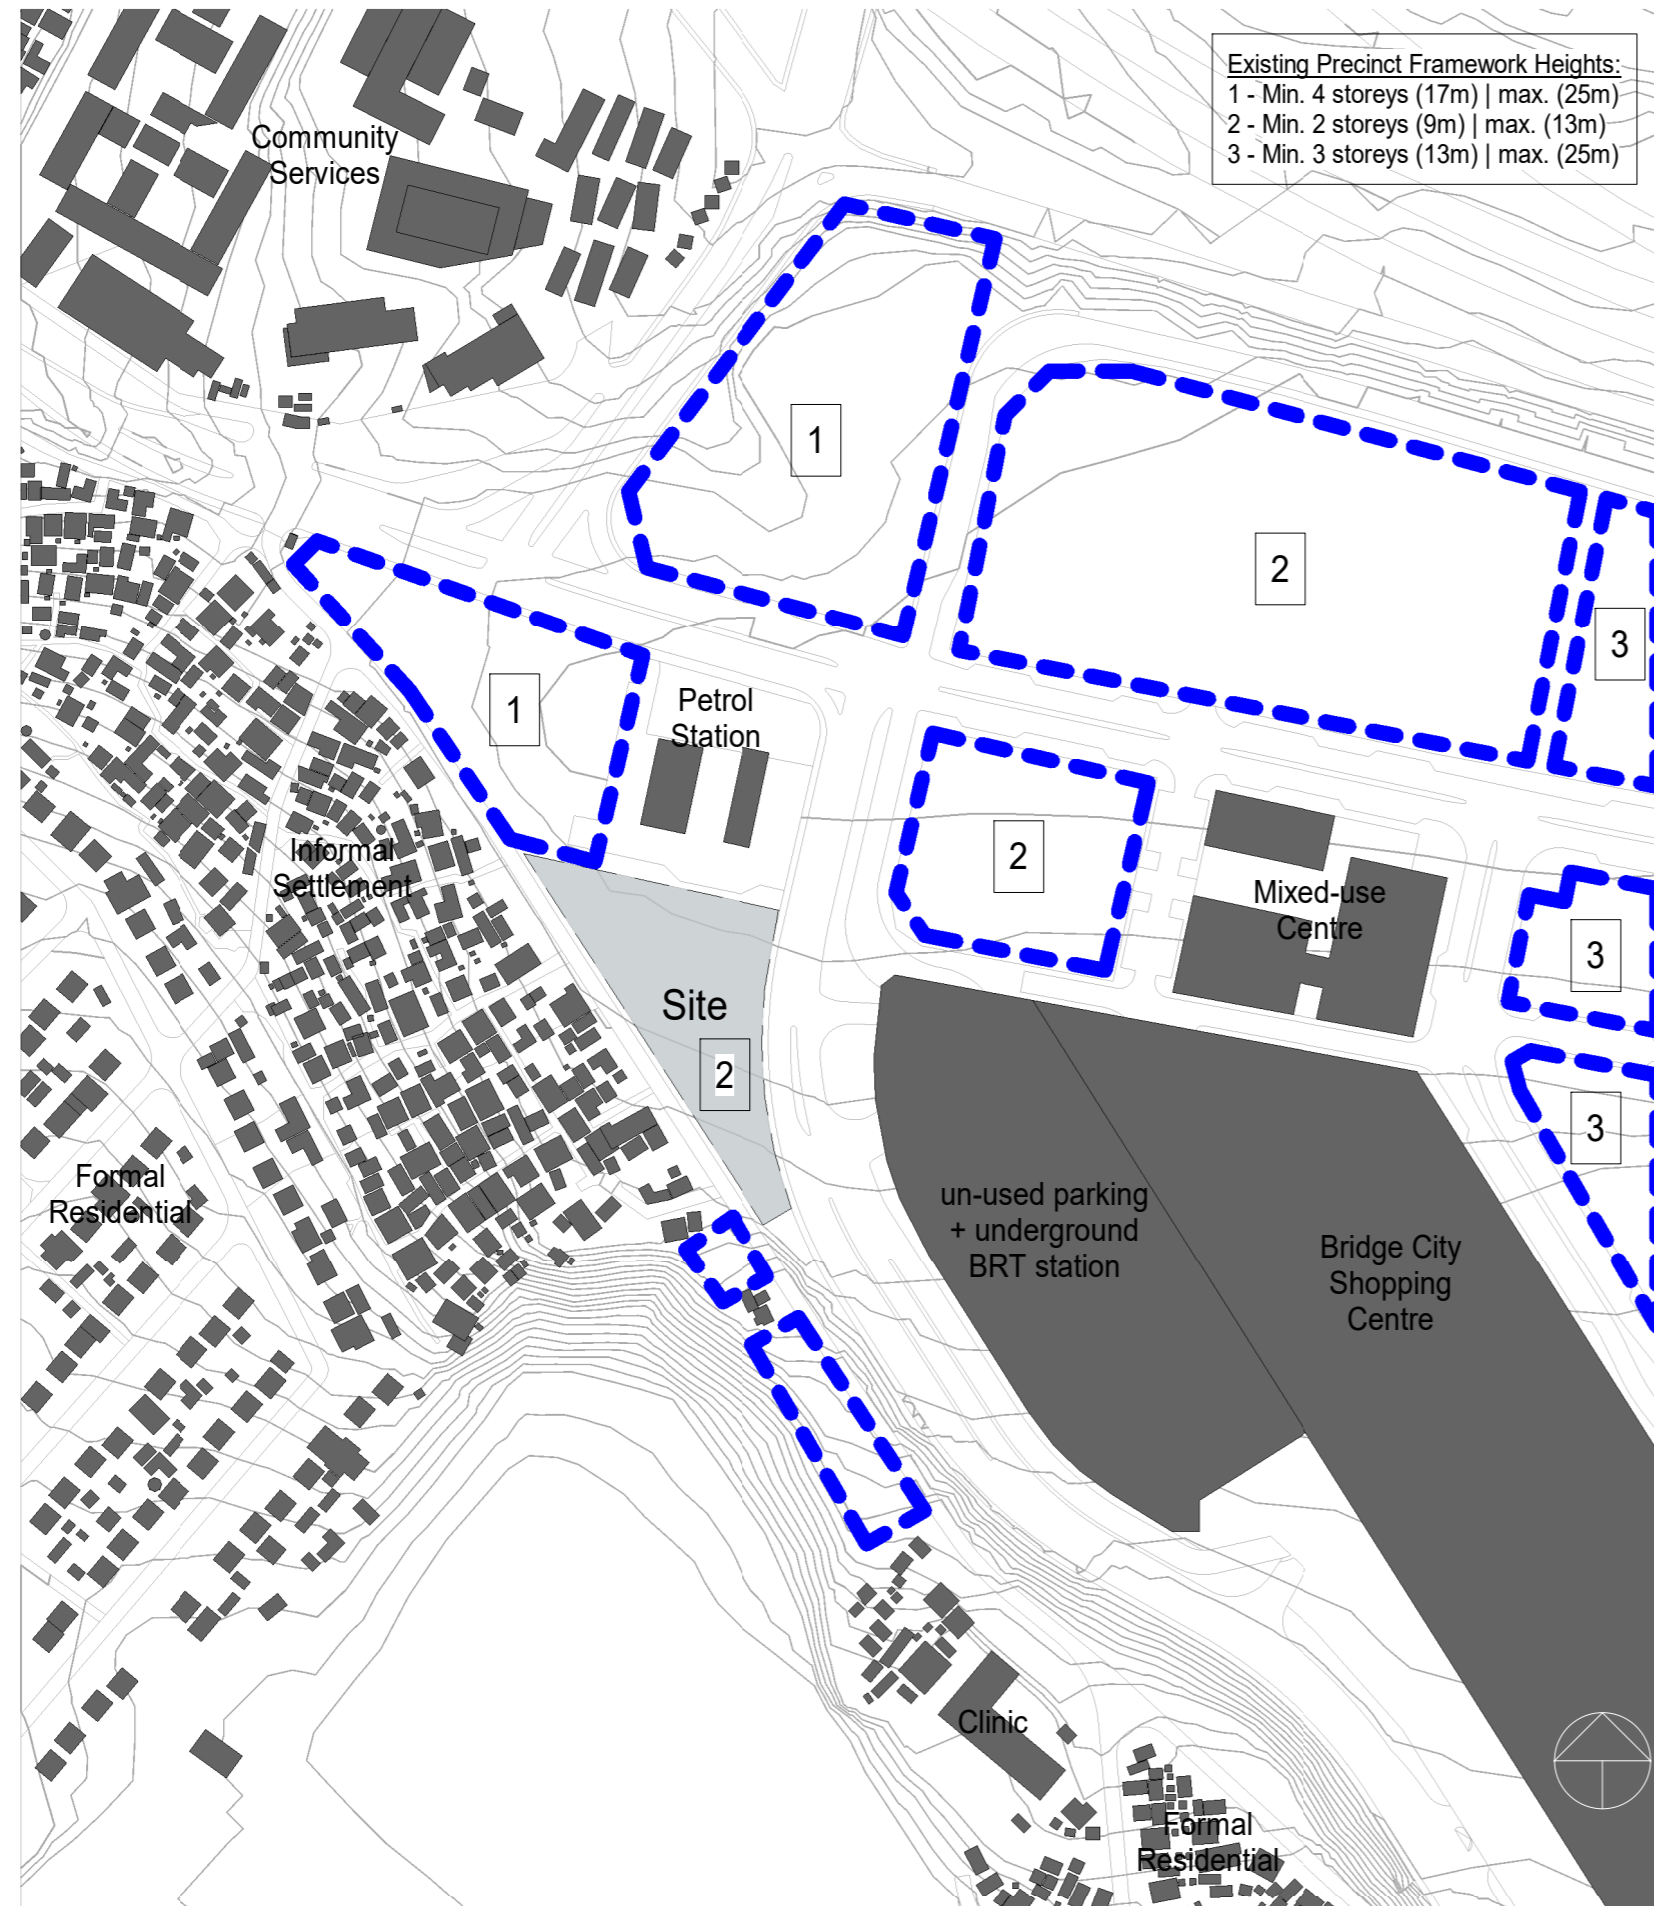 Existing Precinct Framework Heights:
1 - Min. 4 storeys (17m) | max. (25m)
2 - Min. 2 storeys (9m) | max. (13m)
3 - Min. 3 storeys (13m) | max. (25m)
Community
Services
1
2
3
1
Petrol
Station
2
Informal
Settlement
Mixed-use
Centre
3
Site
2
3
Formal
Residential
un-used parking
+ underground
BRT station
Bridge City
Shopping
Centre
Clinic
Formal
Residential